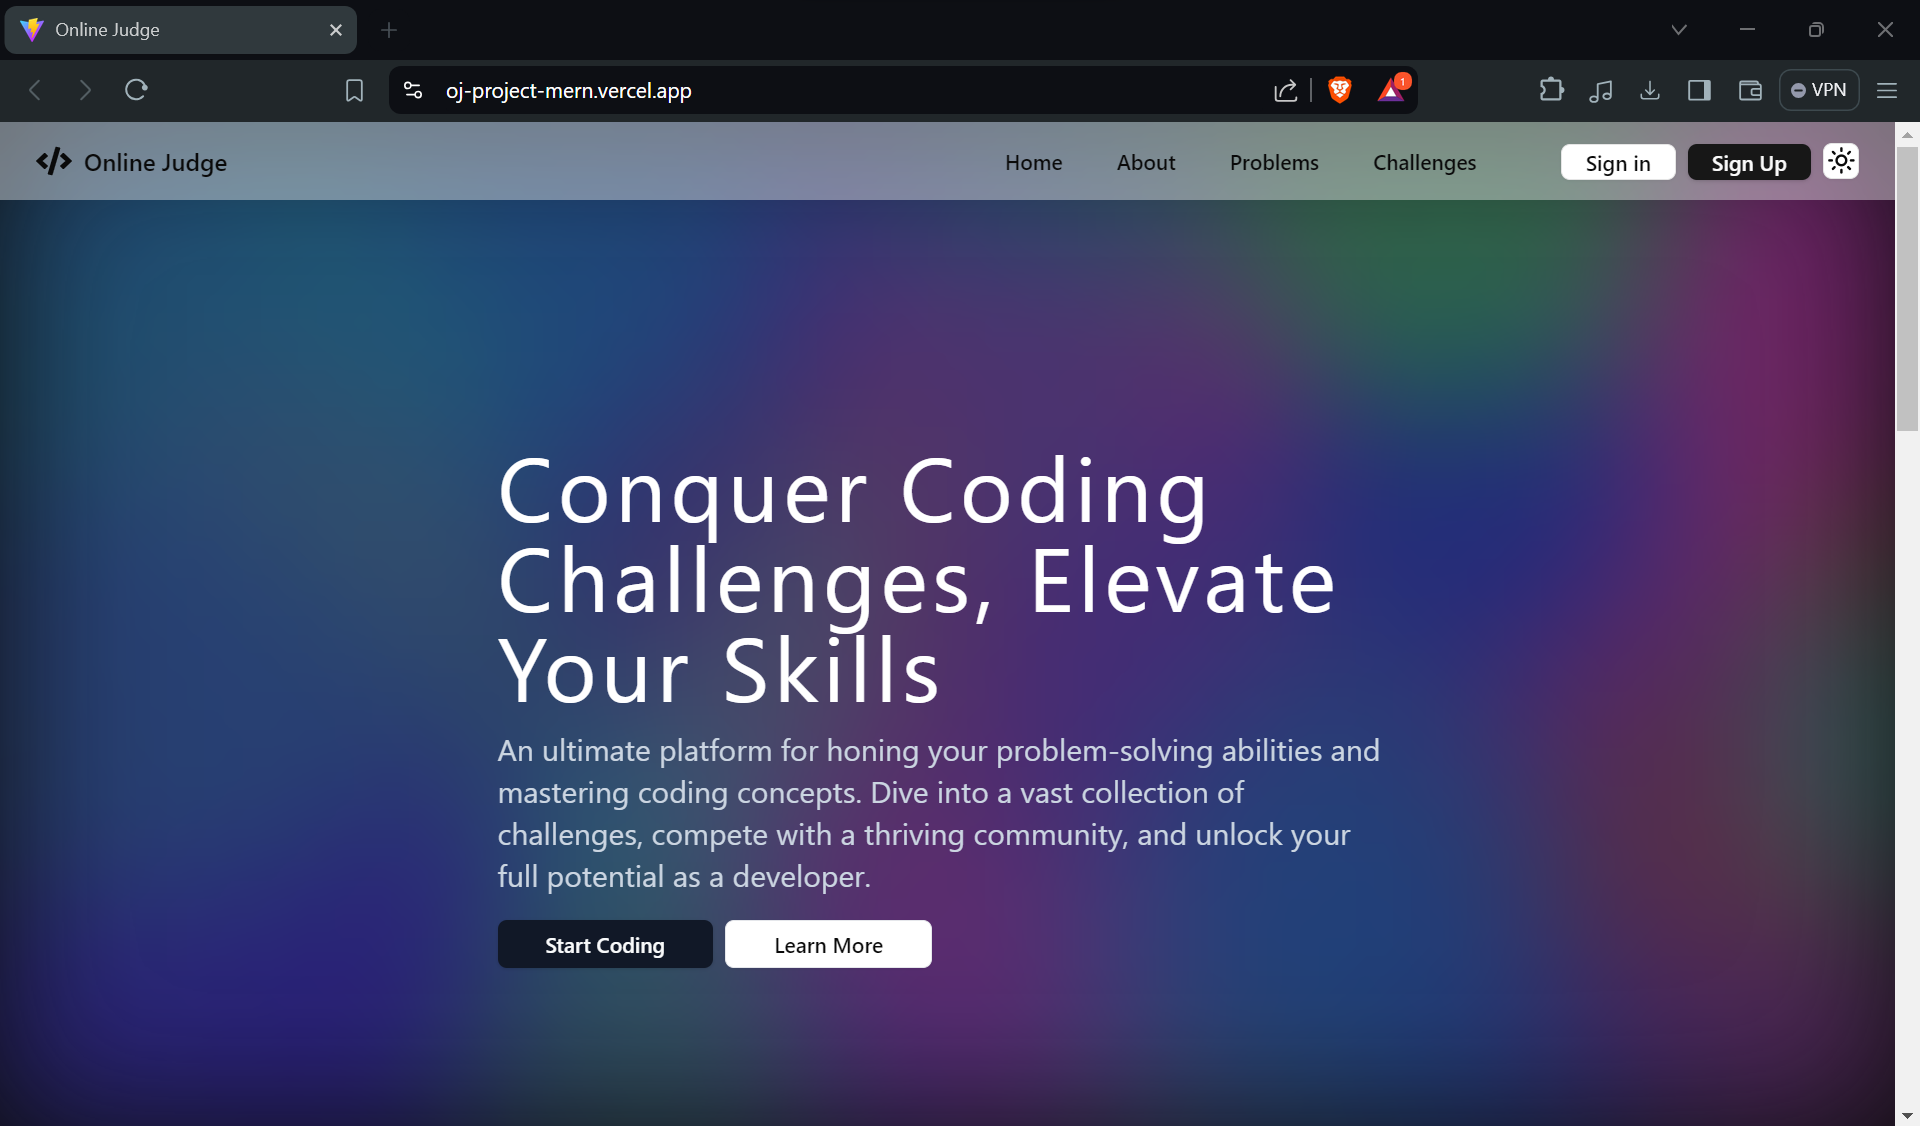 Online Judge
oj-project-mern.vercel.app
1
VPN
</> Online Judge
Home About Problems Challenges Sign in Sign Up
Conquer Coding
Challenges, Elevate
Your Skills
An ultimate platform for honing your problem-solving abilities and
mastering coding concepts. Dive into a vast collection of
challenges, compete with a thriving community, and unlock your
full potential as a developer.
Start Coding Learn More